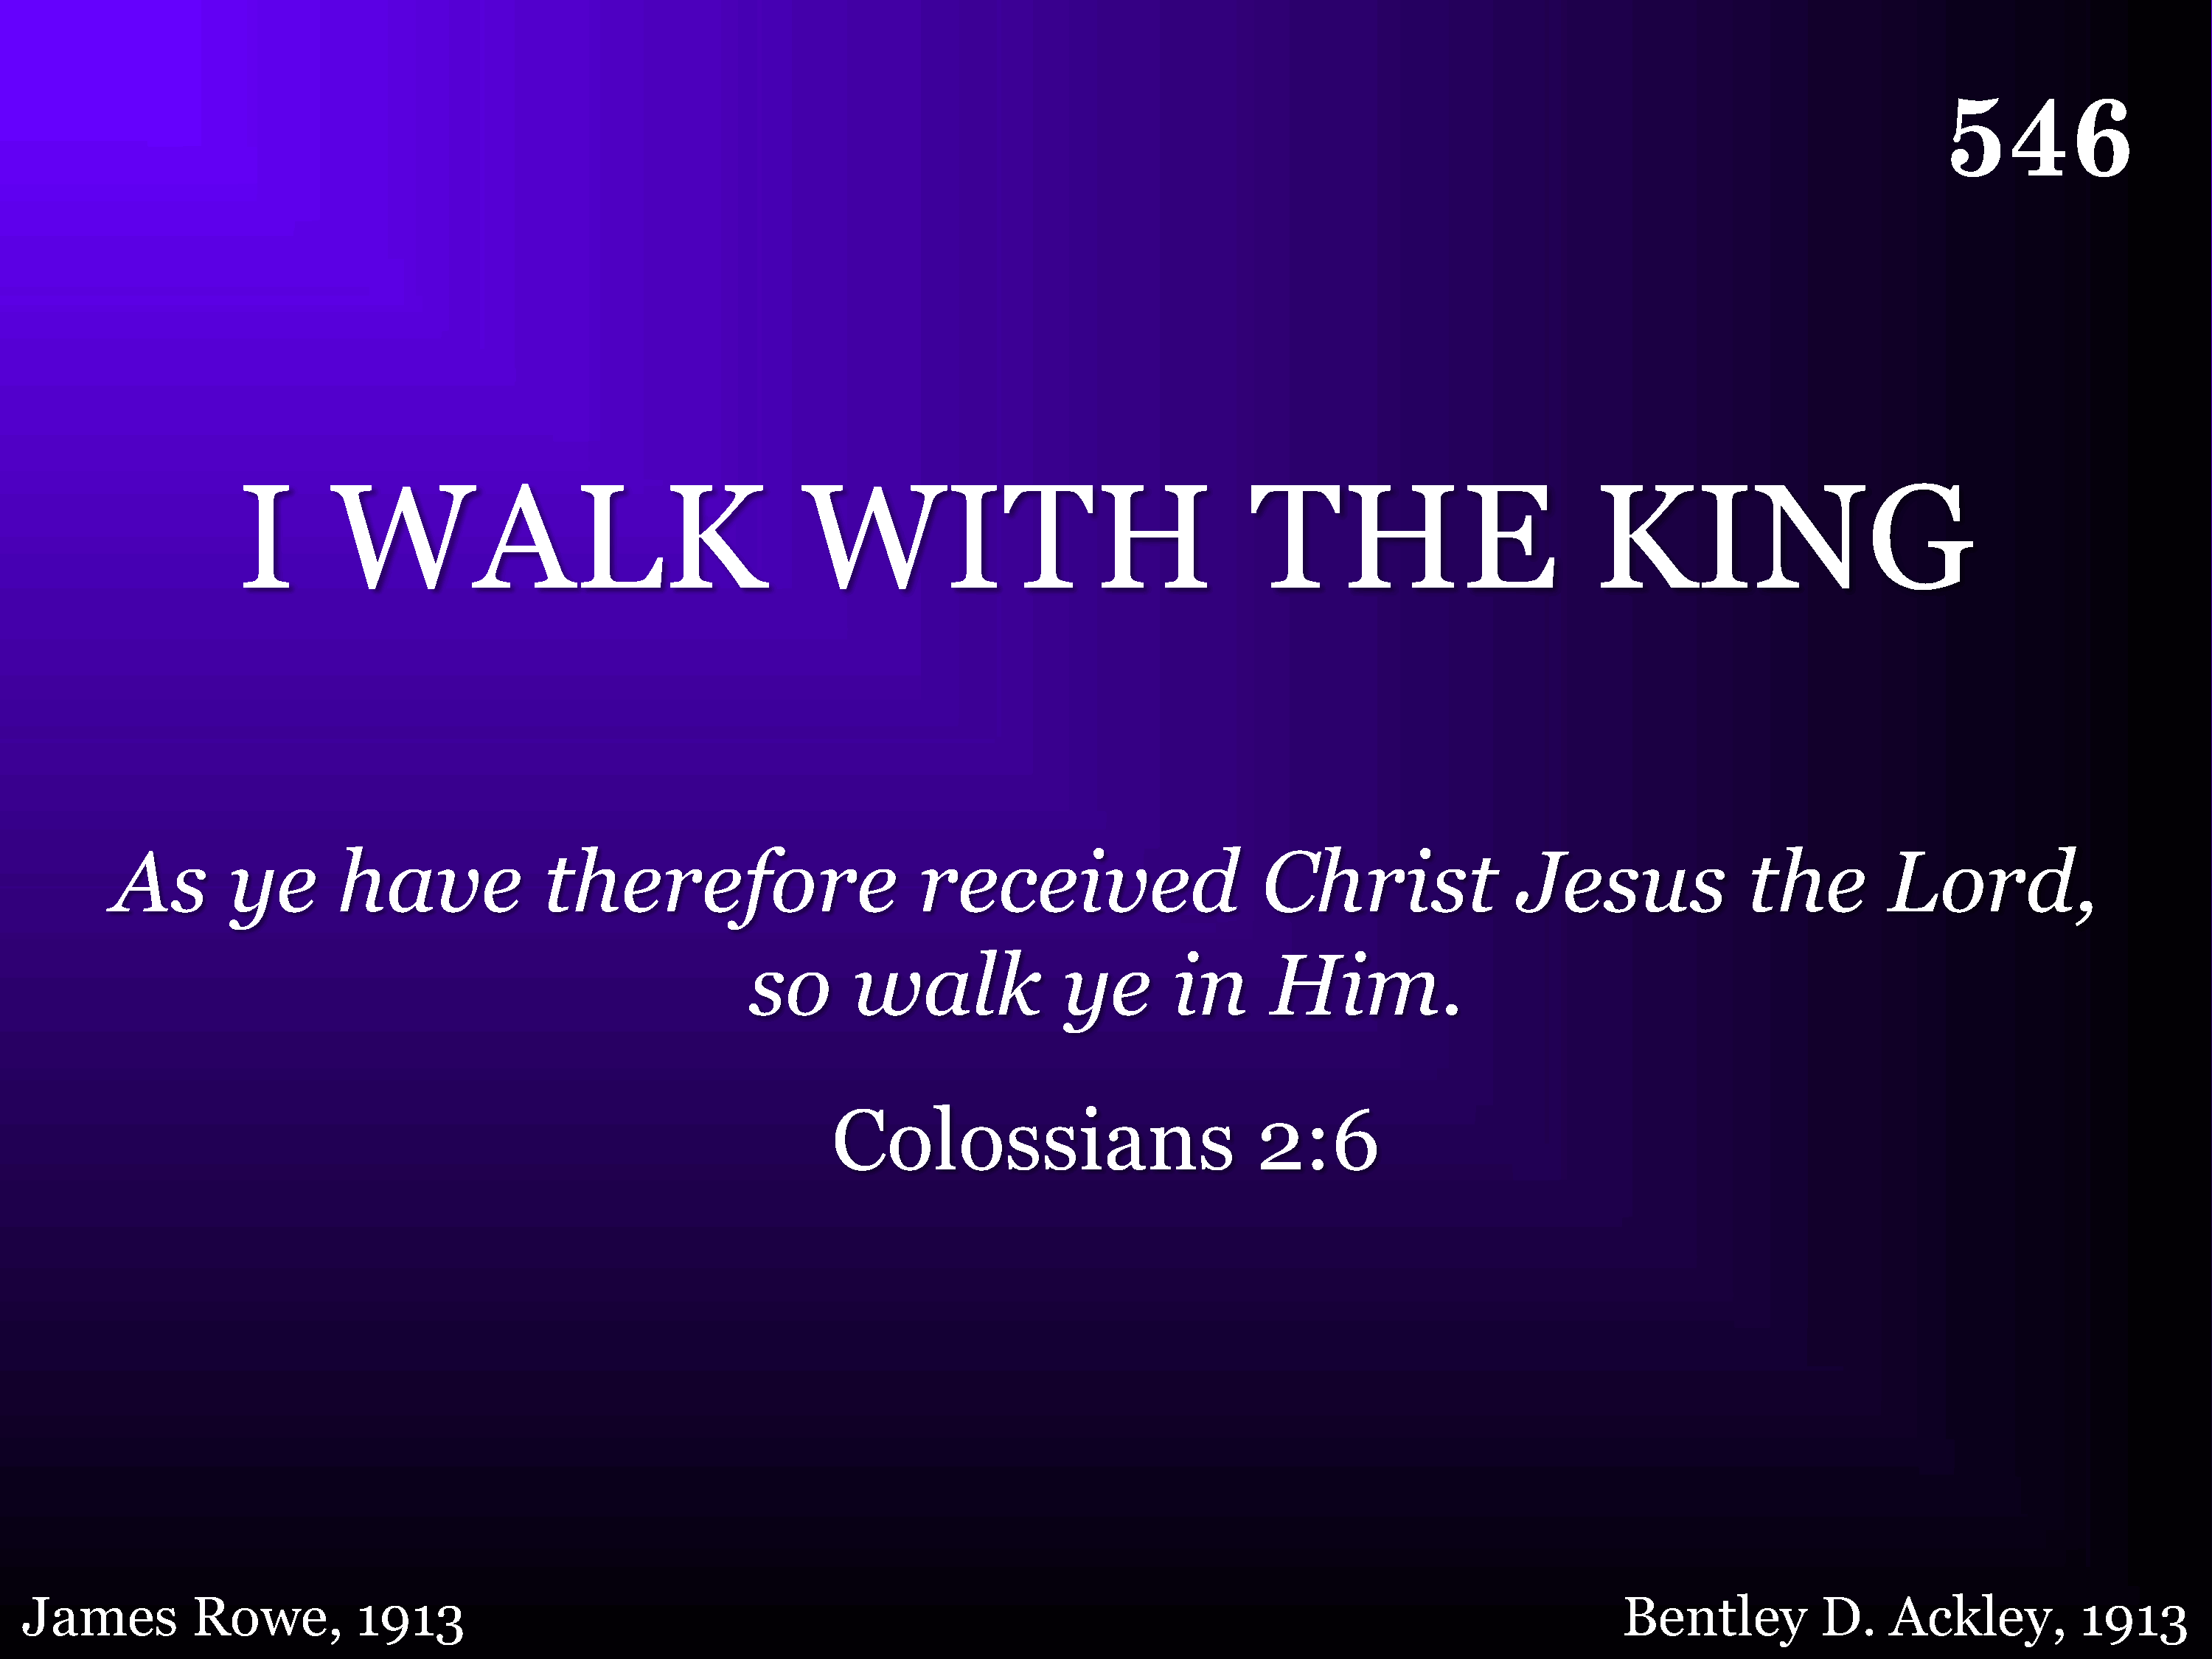 546
I WALK WITH THE KING
As ye have therefore received Christ Jesus the Lord,
so walk ye in Him.
Colossians 2:6
James Rowe, 1913
Bentley D. Ackley, 1913